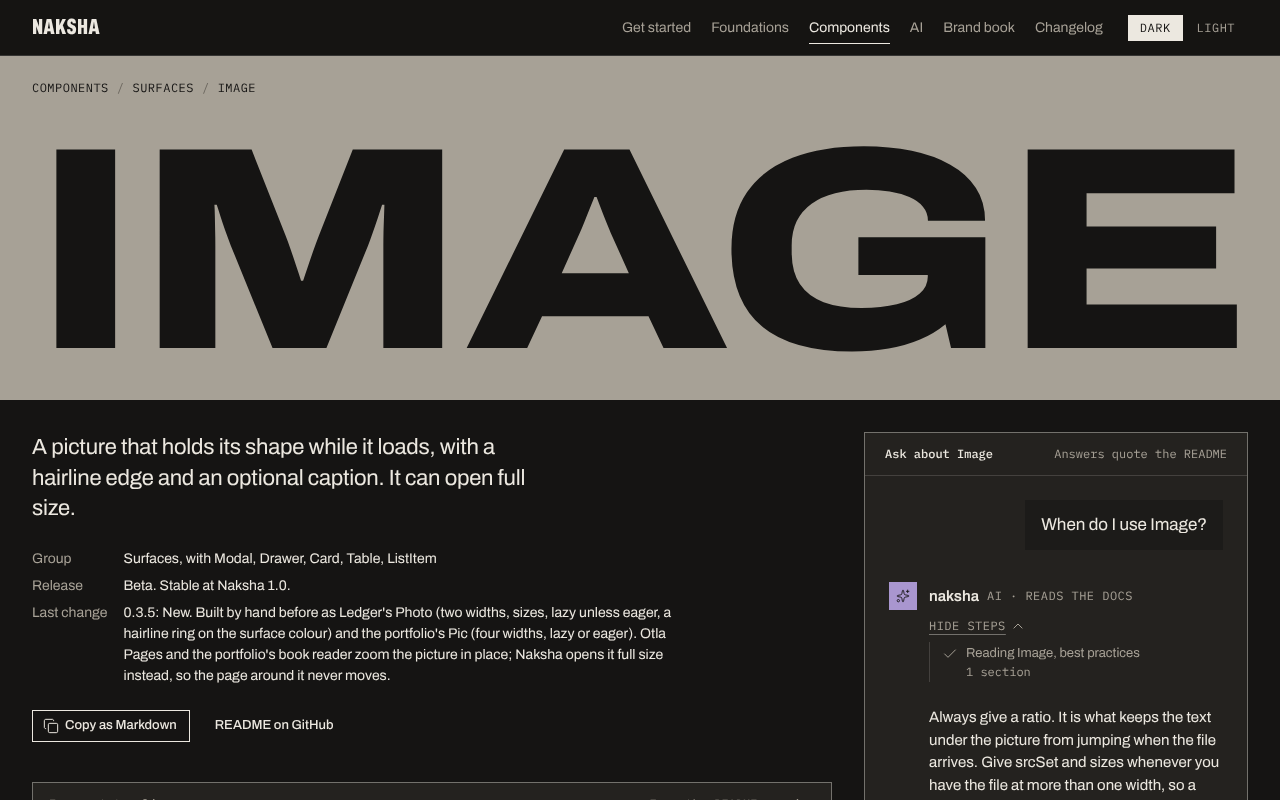 NAKSHA
Get started
Foundations
Components
AI
Brand book
Changelog
DARK
LIGHT
COMPONENTS / SURFACES / IMAGE
IMAGE
A picture that holds its shape while it loads, with a
hairline edge and an optional caption. It can open full
size.
Group Surfaces, with Modal, Drawer, Card, Table, ListItem
Release Beta. Stable at Naksha 1.0.
Last change 0.3.5: New. Built by hand before as Ledger's Photo (two widths, sizes, lazy unless eager, a
hairline ring on the surface colour) and the portfolio's Pic (four widths, lazy or eager). Otla
Pages and the portfolio's book reader zoom the picture in place; Naksha opens it full size
instead, so the page around it never moves.
Copy as Markdown
README on GitHub
Ask about Image
Answers quote the README
When do I use Image?
naksha AI · READS THE DOCS
HIDE STEPS
Reading Image, best practices
1 section
Always give a ratio. It is what keeps the text
under the picture from jumping when the file
arrives. Give srcSet and sizes whenever you
have the file at more than one width, so a